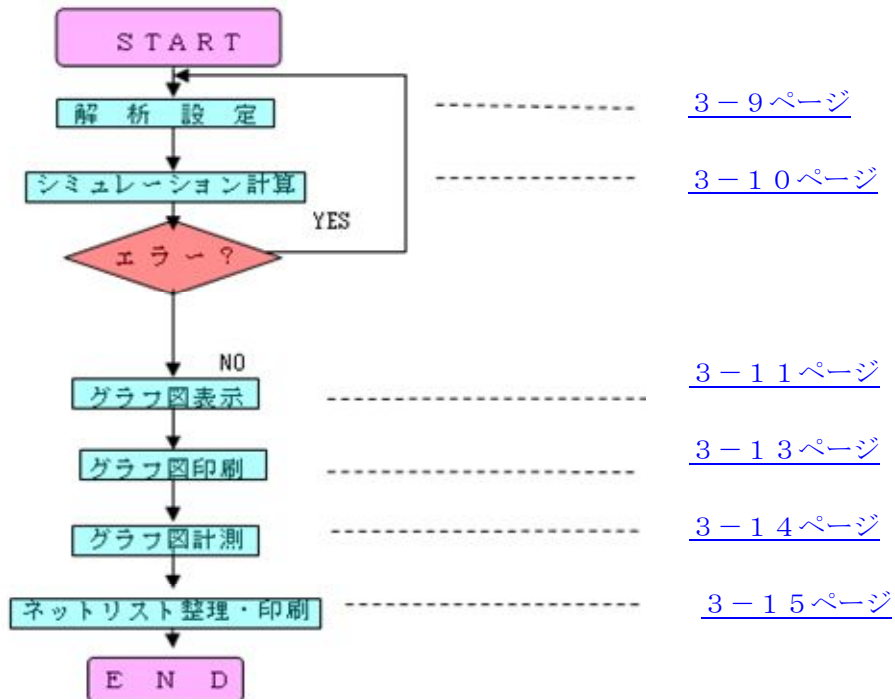 ＳＴＡＲＴ
解析設定
3－9ページ
シミュレーション計算
3－10ページ
YES
エラー？
NO
グラフ図表示
3－11ページ
グラフ図印刷
3－13ページ
グラフ図計測
3－14ページ
ネットリスト整理・印刷
3－15ページ
ＥＮＤ